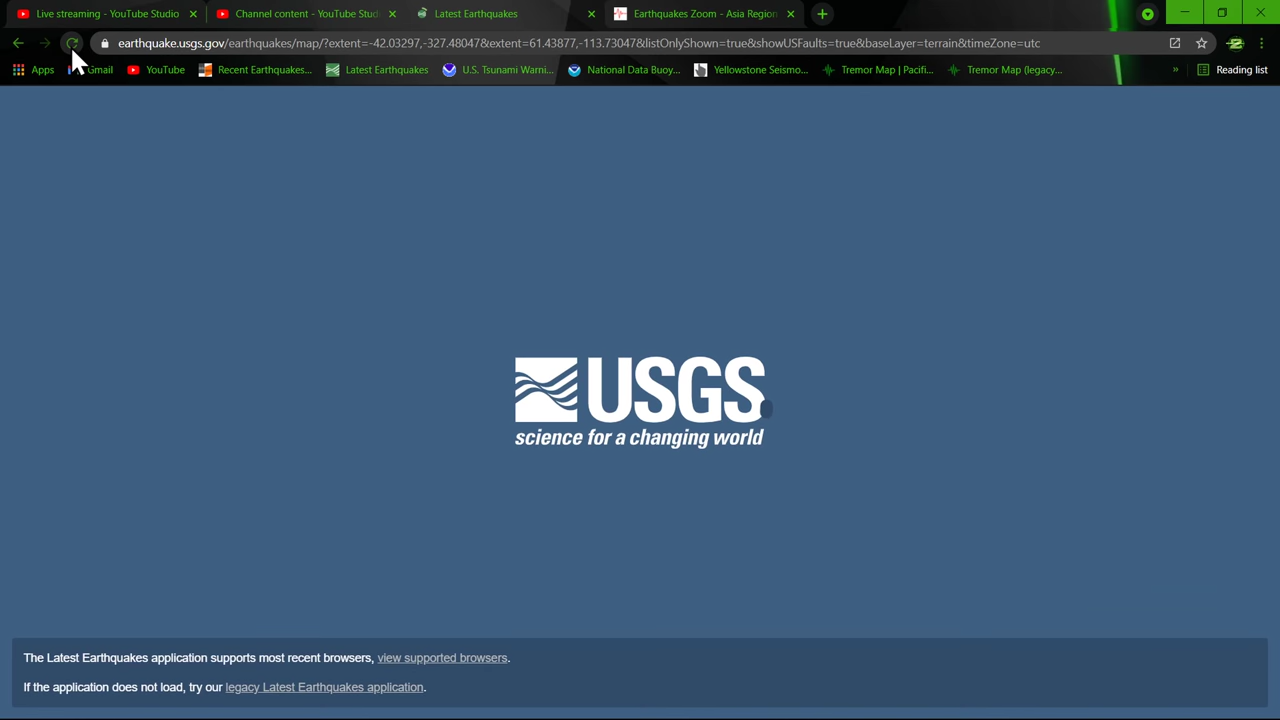 Live streaming - YouTube Studio
Channel content - YouTube Studi
Latest Earthquakes
Earthquakes Zoom - Asia Region
earthquake.usgs.gov/earthquakes/map/?extent=-42.03297,-327.48047&extent=61.43877,-113.73047&listOnlyShown=true&showUSFaults=true&baseLayer=terrain&timeZone=utc
Apps Gmail YouTube Recent Earthquakes... Latest Earthquakes U.S. Tsunami Warni... National Data Buoy... Yellowstone Seismo... Tremor Map | Pacifi... Tremor Map (legacy... » Reading list
USGS
science for a changing world
The Latest Earthquakes application supports most recent browsers, view supported browsers.
If the application does not load, try our legacy Latest Earthquakes application.